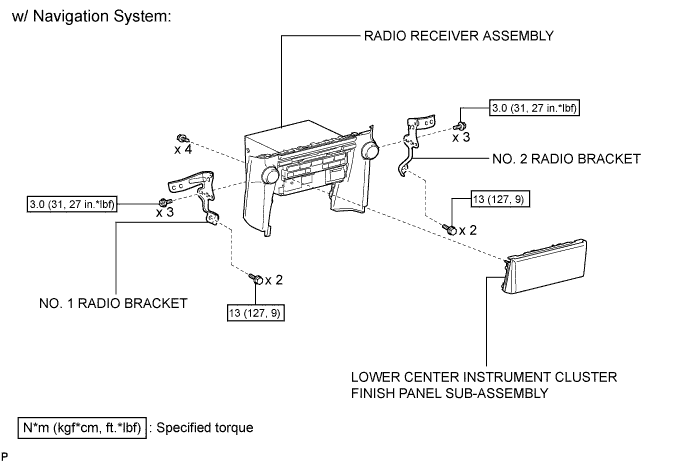 w/ Navigation System:
RADIO RECEIVER ASSEMBLY
3.0 (31, 27 in.*lbf)
x 3
x 4
NO. 2 RADIO BRACKET
3.0 (31, 27 in.*lbf)
x 3
13 (127, 9)
x 2
x 2
NO. 1 RADIO BRACKET
13 (127, 9)
LOWER CENTER INSTRUMENT CLUSTER
FINISH PANEL SUB-ASSEMBLY
N*m (kgf*cm, ft.*lbf) : Specified torque
P